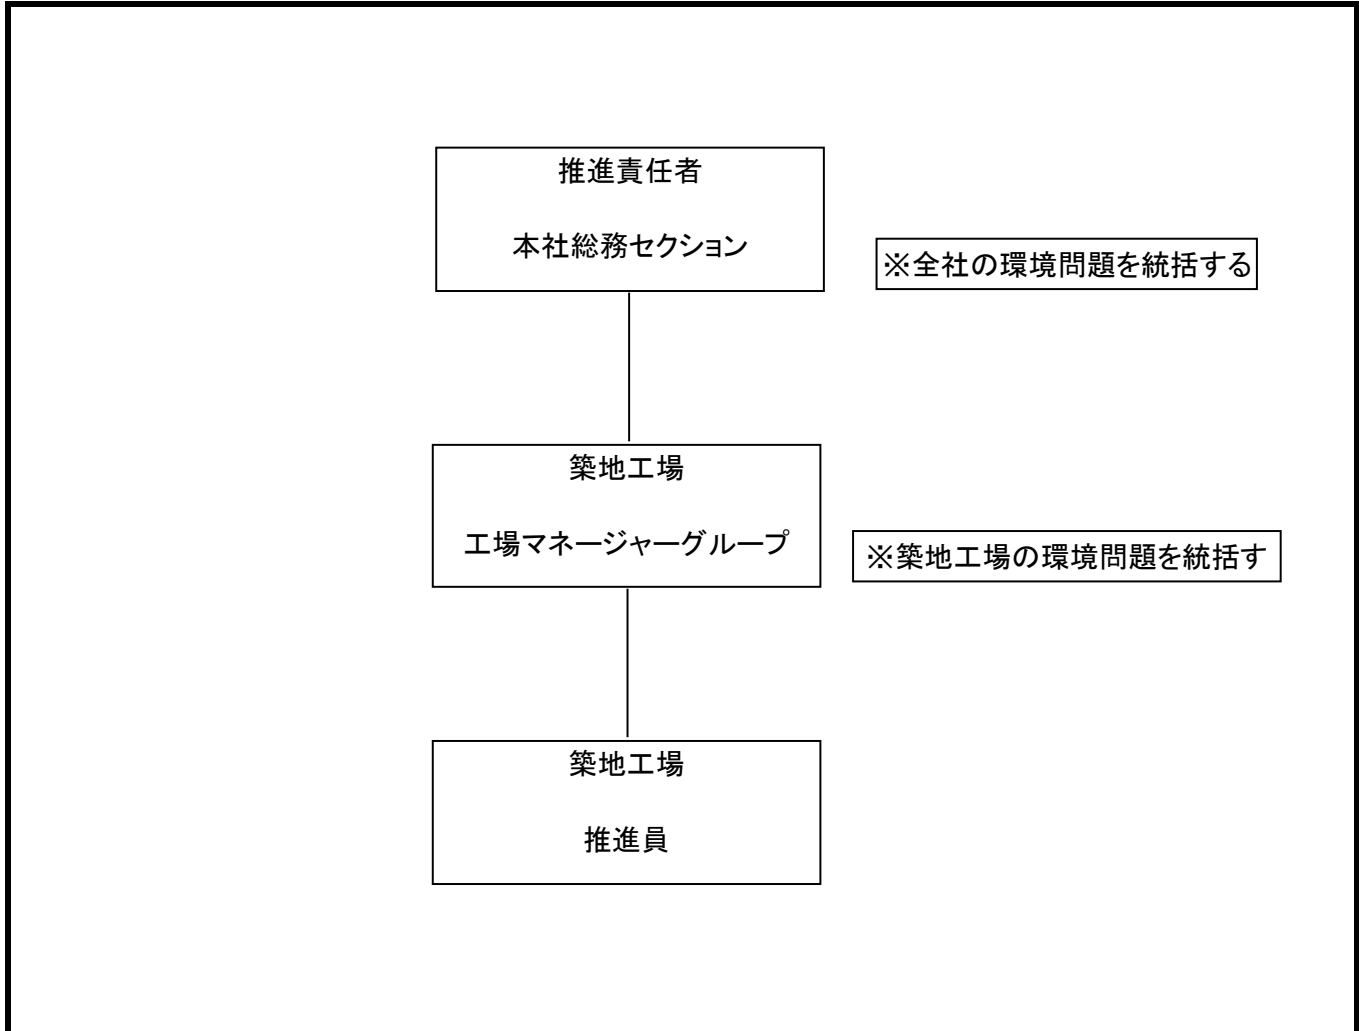 推進責任者
本社総務セクション
※全社の環境問題を統括する
築地工場
工場マネージャーグループ
※築地工場の環境問題を統括す
築地工場
推進員